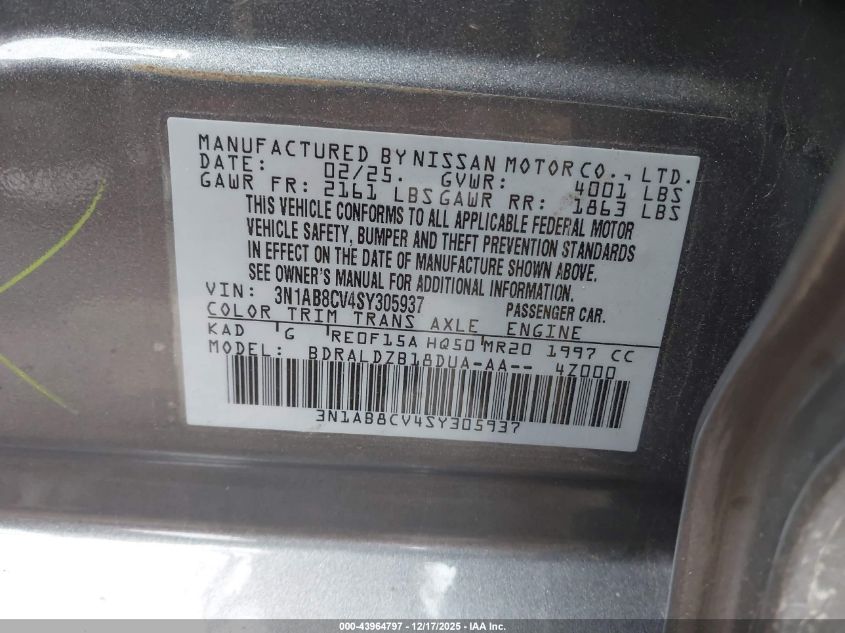 MANUFACTURED BY NISSAN MOTOR CO., LTD.
DATE: 02/25. GVWR: 4001 LBS
GAWR FR: 2161 LBS GAWR RR: 1863 LBS
THIS VEHICLE CONFORMS TO ALL APPLICABLE FEDERAL MOTOR
VEHICLE SAFETY, BUMPER AND THEFT PREVENTION STANDARDS
IN EFFECT ON THE DATE OF MANUFACTURE SHOWN ABOVE.
SEE OWNER'S MANUAL FOR ADDITIONAL INFORMATION.
VIN: 3N1AB8CV4SY305937 PASSENGER CAR.
COLOR TRIM TRANS AXLE ENGINE
KAD G RE0F15A HQ50 MR20 1997 CC
MODEL: BDRALDZB18DUA-AA-- 4Z000
3N1AB8CV4SY305937
000-43964797 - 12/17/2025 - IAA Inc.